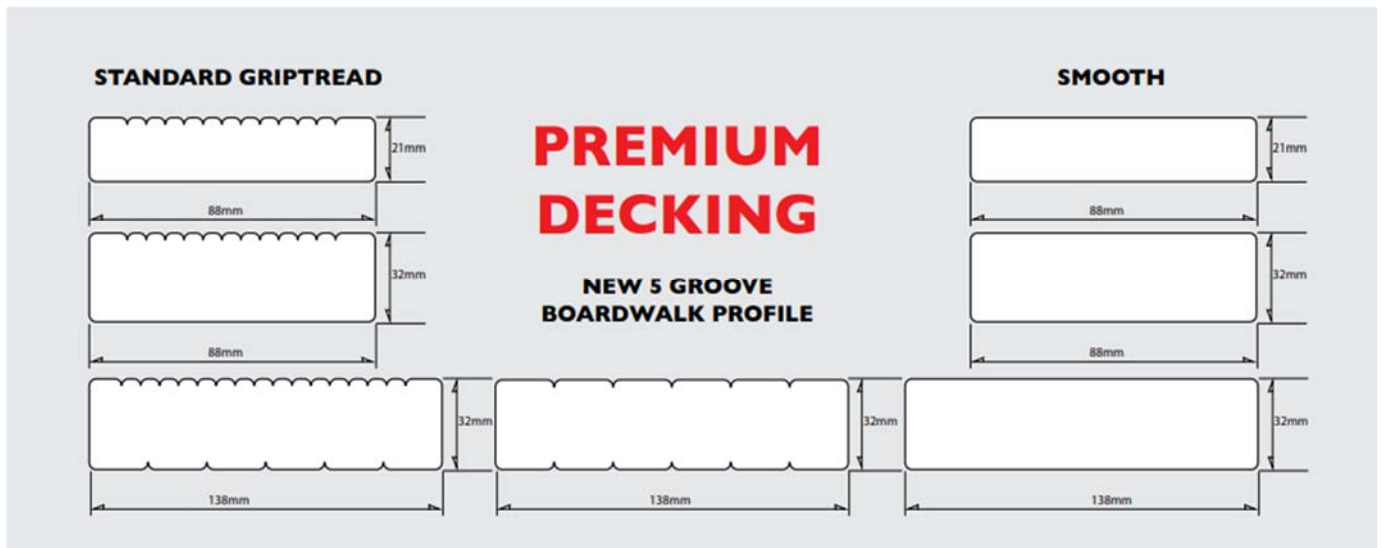 STANDARD GRIPTREAD
SMOOTH
PREMIUM
DECKING
NEW 5 GROOVE
BOARDWALK PROFILE
21mm
88mm
32mm
88mm
32mm
138mm
32mm
138mm
21mm
88mm
32mm
88mm
32mm
138mm